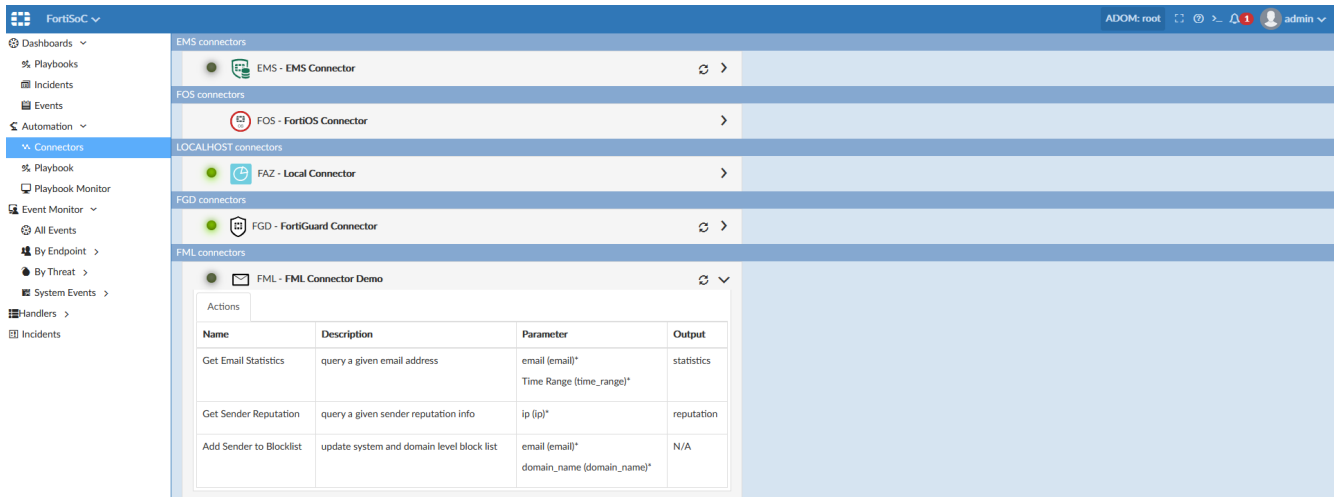 FortiSoC
ADOM: root
1
admin
Dashboards
Playbooks
Incidents
Events
Automation
Connectors
Playbook
Playbook Monitor
Event Monitor
All Events
By Endpoint
By Threat
System Events
Handlers
Incidents
EMS connectors
EMS - EMS Connector
FOS connectors
FOS - FortiOS Connector
LOCALHOST connectors
FAZ - Local Connector
FGD connectors
FGD - FortiGuard Connector
FML connectors
FML - FML Connector Demo
Actions
Name Description Parameter Output
Get Email Statistics query a given email address email (email)* statistics
Time Range (time_range)*
Get Sender Reputation query a given sender reputation info ip (ip)* reputation
Add Sender to Blocklist update system and domain level block list email (email)* N/A
domain_name (domain_name)*